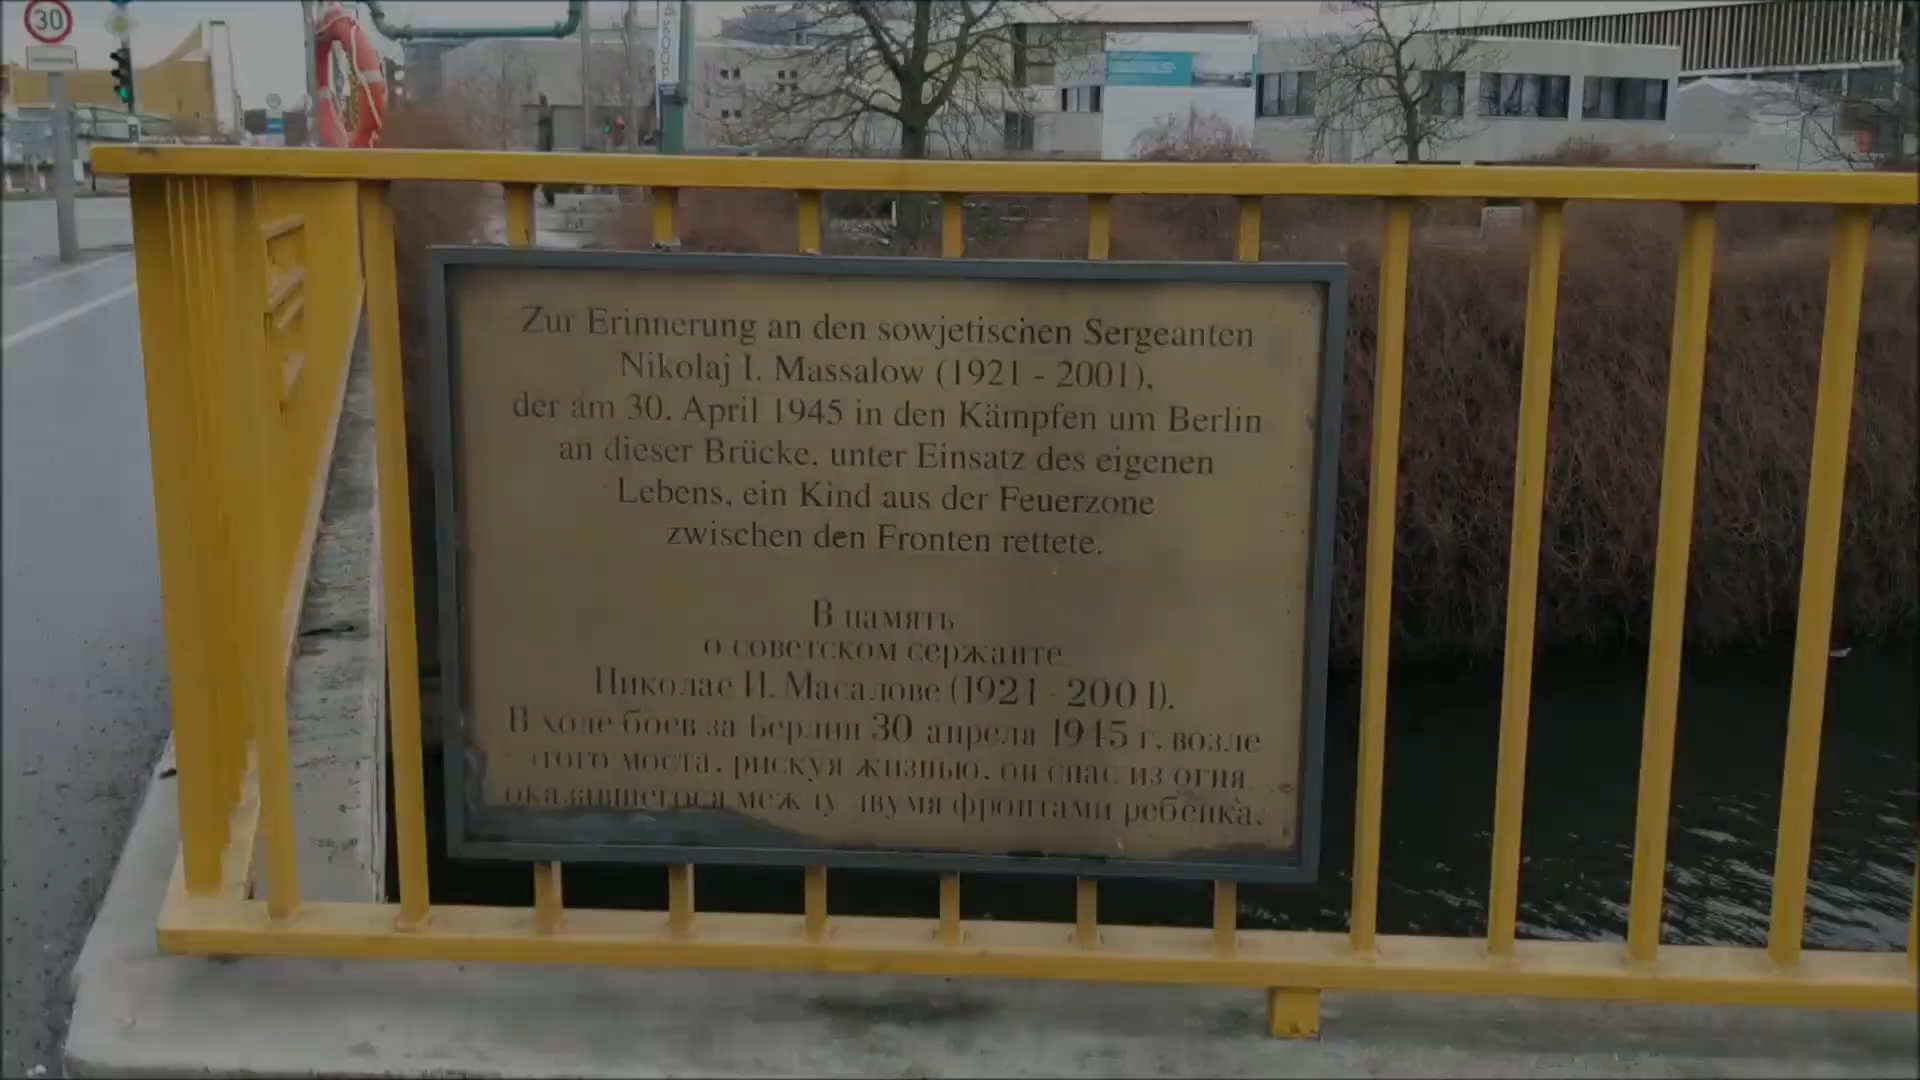 30
Zur Erinnerung an den sowjetischen Sergeanten
Nikolaj I. Massalow (1921 - 2001),
der am 30. April 1945 in den Kämpfen um Berlin
an dieser Brücke, unter Einsatz des eigenen
Lebens, ein Kind aus der Feuerzone
zwischen den Fronten rettete.
В память
о советском сержанте
Николае И. Масалове (1921 - 2001).
В ходе боев за Берлин 30 апреля 1945 г. возле
этого моста, рискуя жизнью, он спас из огня
оказавшегося между двумя фронтами ребенка.